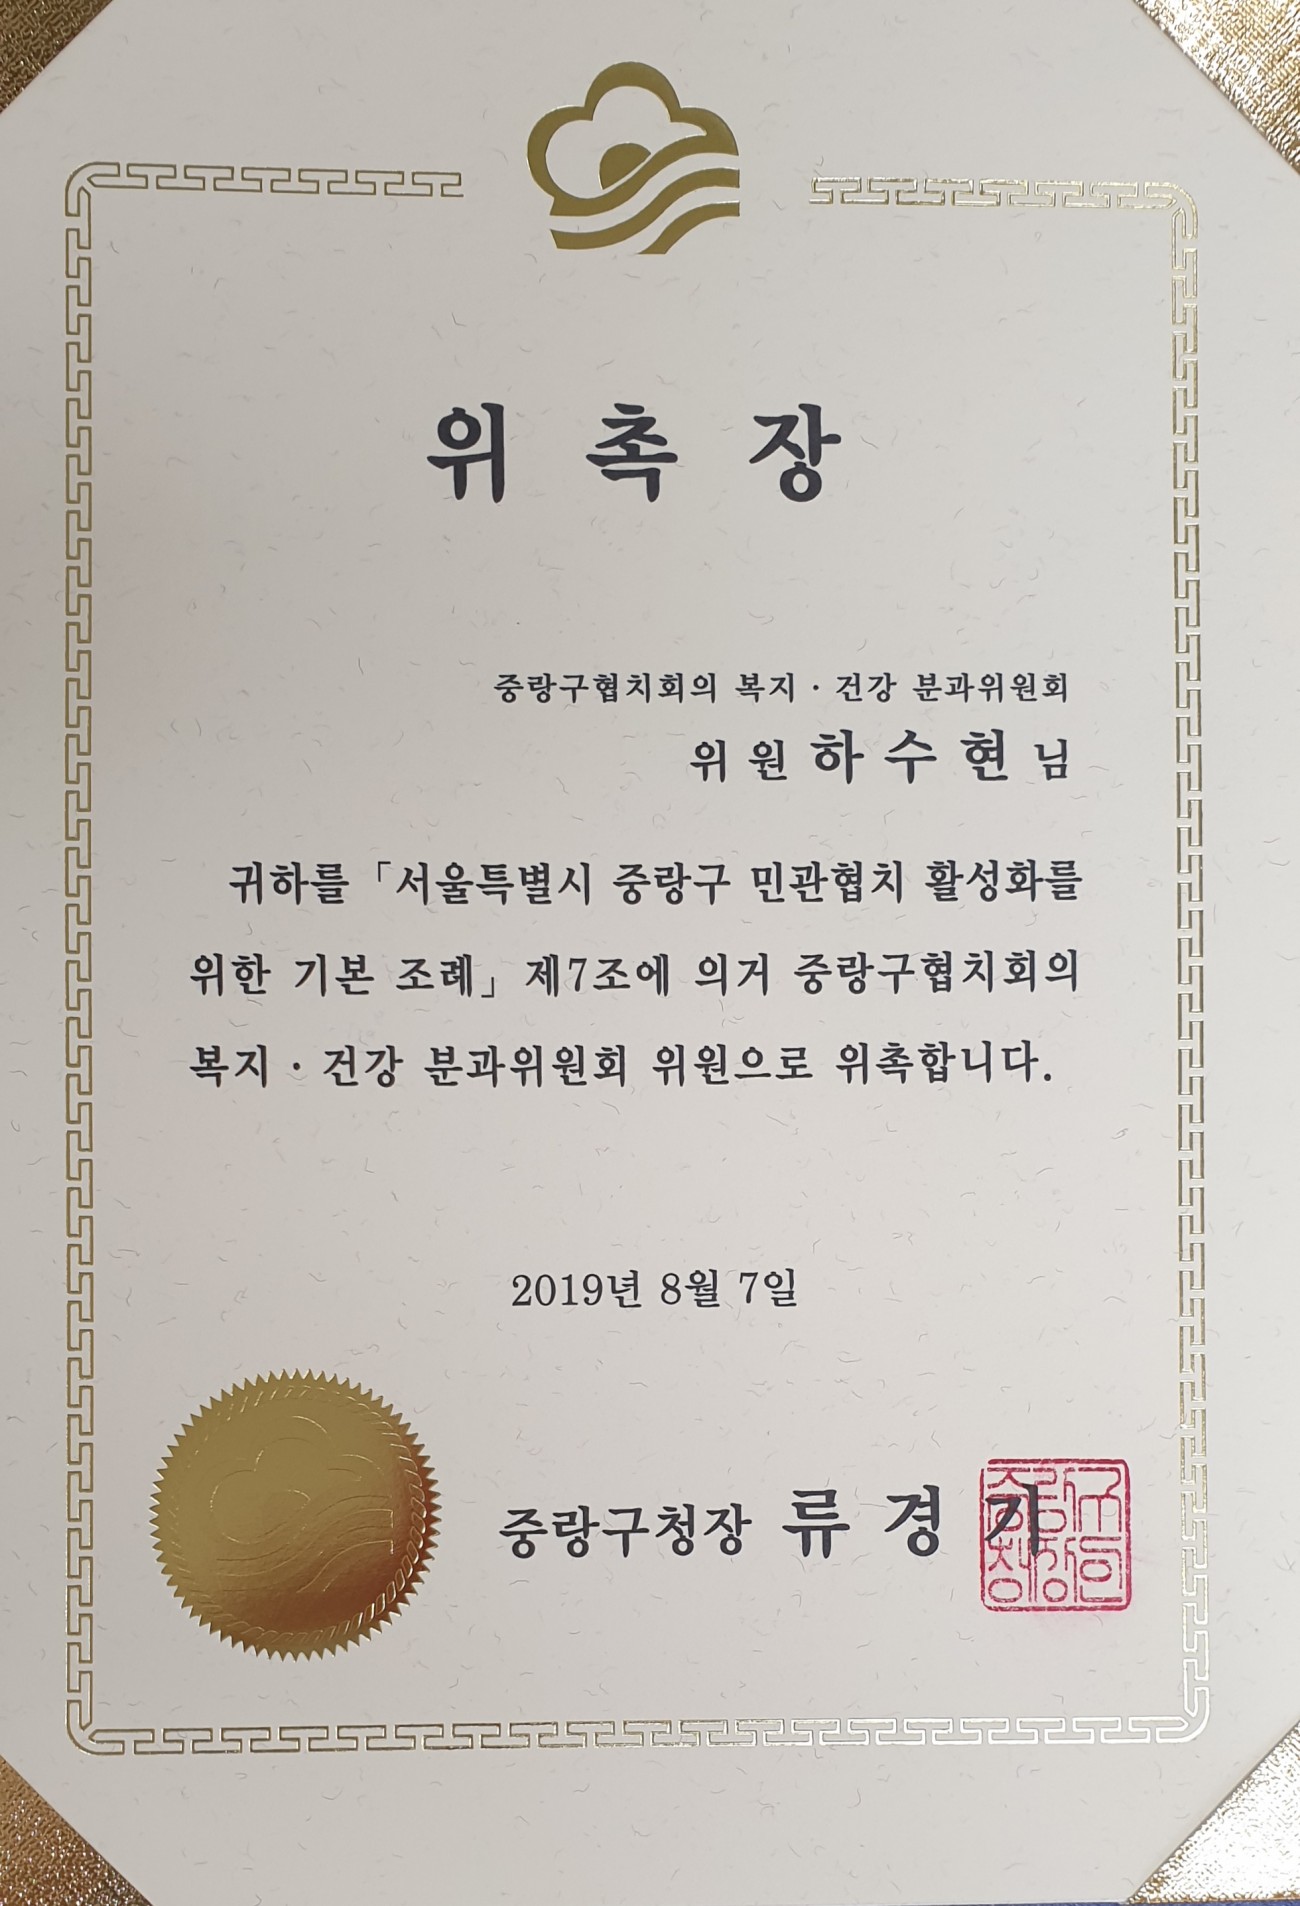 위 촉 장
중랑구협치회의 복지 · 건강 분과위원회
위 원 하 수 현 님
귀하를 「서울특별시 중랑구 민관협치 활성화를
위한 기본 조례」 제7조에 의거 중랑구협치회의
복지 · 건강 분과위원회 위원으로 위촉합니다.
2019년 8월 7일
중랑구청장 류 경 기